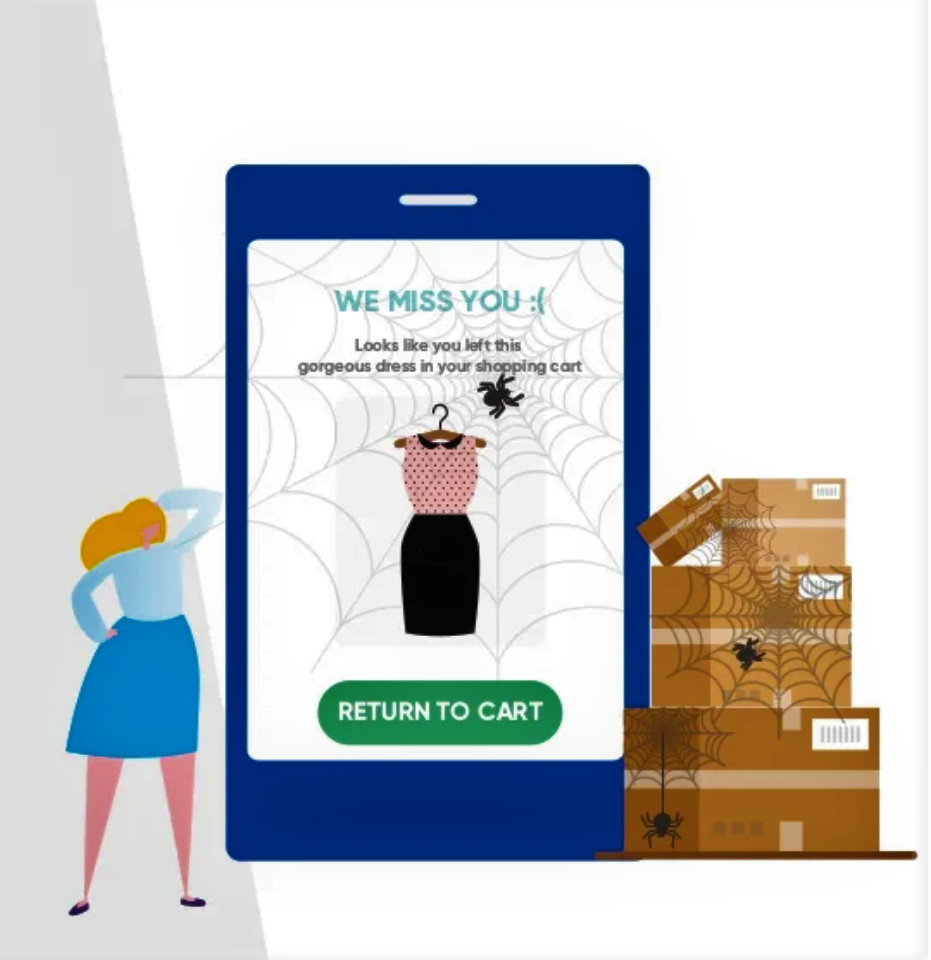 WE MISS YOU :(
Looks like you left this
gorgeous dress in your shopping cart
RETURN TO CART